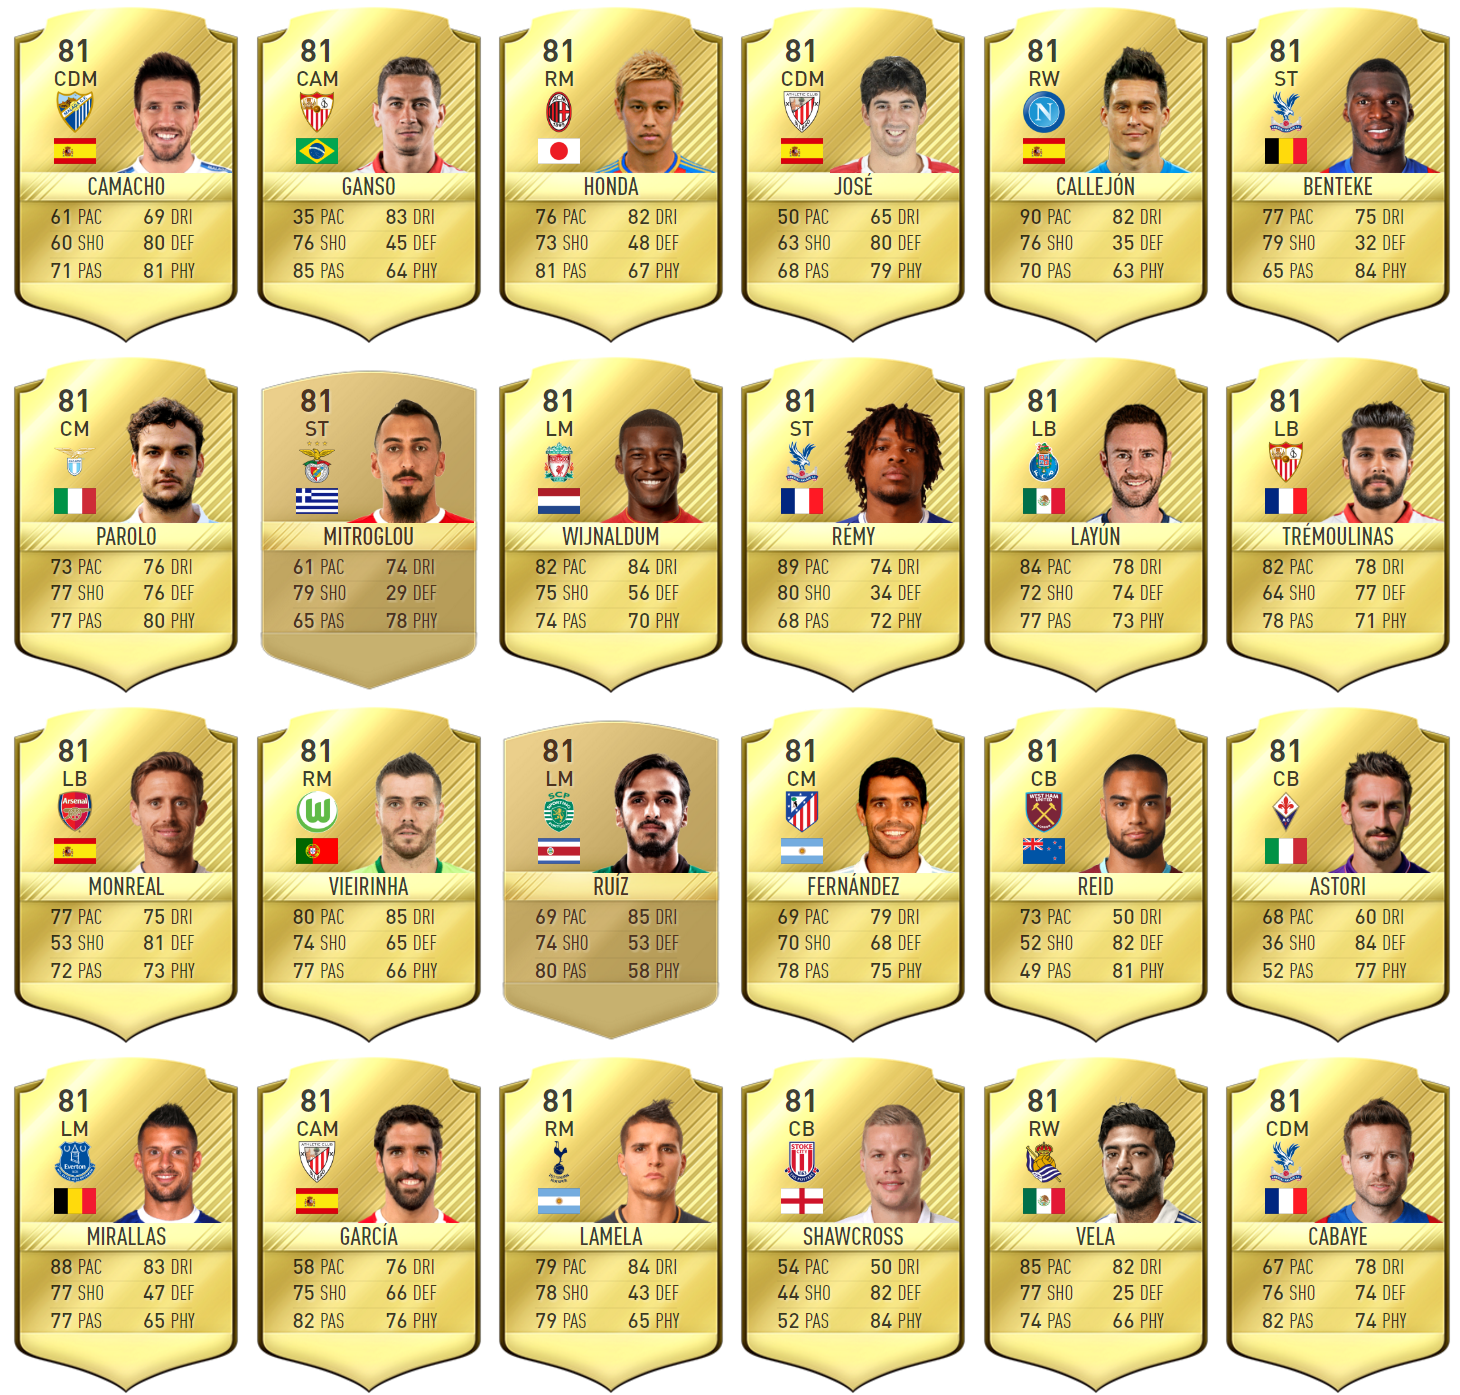 81
CDM
CAMACHO
61 PAC 69 DRI
60 SHO 80 DEF
71 PAS 81 PHY
81
CAM
GANSO
35 PAC 83 DRI
76 SHO 45 DEF
85 PAS 64 PHY
81
RM
HONDA
76 PAC 82 DRI
73 SHO 48 DEF
81 PAS 67 PHY
81
CDM
JOSÉ
50 PAC 65 DRI
63 SHO 80 DEF
68 PAS 79 PHY
81
RW
N
CALLEJÓN
90 PAC 82 DRI
76 SHO 35 DEF
70 PAS 63 PHY
81
ST
BENTEKE
77 PAC 75 DRI
79 SHO 32 DEF
65 PAS 84 PHY
81
CM
PAROLO
73 PAC 76 DRI
77 SHO 76 DEF
77 PAS 80 PHY
81
ST
MITROGLOU
61 PAC 74 DRI
79 SHO 29 DEF
65 PAS 78 PHY
81
LM
WIJNALDUM
82 PAC 84 DRI
75 SHO 56 DEF
74 PAS 70 PHY
81
ST
RÉMY
89 PAC 74 DRI
80 SHO 34 DEF
68 PAS 72 PHY
81
LB
LAYÚN
84 PAC 78 DRI
72 SHO 74 DEF
77 PAS 73 PHY
81
LB
TRÉMOULINAS
82 PAC 78 DRI
64 SHO 77 DEF
78 PAS 71 PHY
81
LB
Arsenal
MONREAL
77 PAC 75 DRI
53 SHO 81 DEF
72 PAS 73 PHY
81
RM
VIEIRINHA
80 PAC 85 DRI
74 SHO 65 DEF
77 PAS 66 PHY
81
LM
SCP
SPORTING
RUÍZ
69 PAC 85 DRI
74 SHO 53 DEF
80 PAS 58 PHY
81
CM
FERNÁNDEZ
69 PAC 79 DRI
70 SHO 68 DEF
78 PAS 75 PHY
81
CB
WEST HAM
UNITED
REID
73 PAC 50 DRI
52 SHO 82 DEF
49 PAS 81 PHY
81
CB
ASTORI
68 PAC 60 DRI
36 SHO 84 DEF
52 PAS 77 PHY
81
LM
Everton
MIRALLAS
88 PAC 83 DRI
77 SHO 47 DEF
77 PAS 65 PHY
81
CAM
ATHLETIC CLUB
GARCÍA
58 PAC 76 DRI
75 SHO 66 DEF
82 PAS 76 PHY
81
RM
LAMELA
79 PAC 84 DRI
78 SHO 43 DEF
79 PAS 65 PHY
81
CB
STOKE
CITY
SHAWCROSS
54 PAC 50 DRI
44 SHO 82 DEF
52 PAS 84 PHY
81
RW
VELA
85 PAC 82 DRI
77 SHO 25 DEF
74 PAS 66 PHY
81
CDM
CABAYE
67 PAC 78 DRI
76 SHO 74 DEF
82 PAS 74 PHY